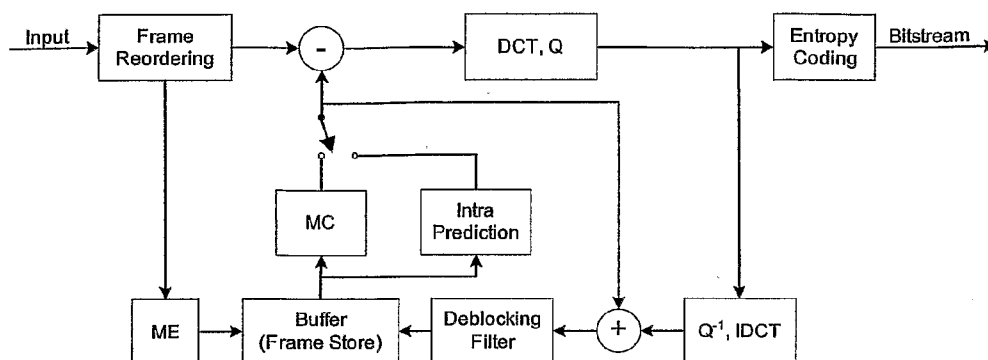 Input
Frame
Reordering
-
DCT, Q
Entropy
Coding
Bitstream
MC
Intra
Prediction
ME
Buffer
(Frame Store)
Deblocking
Filter
+
Q⁻¹, IDCT